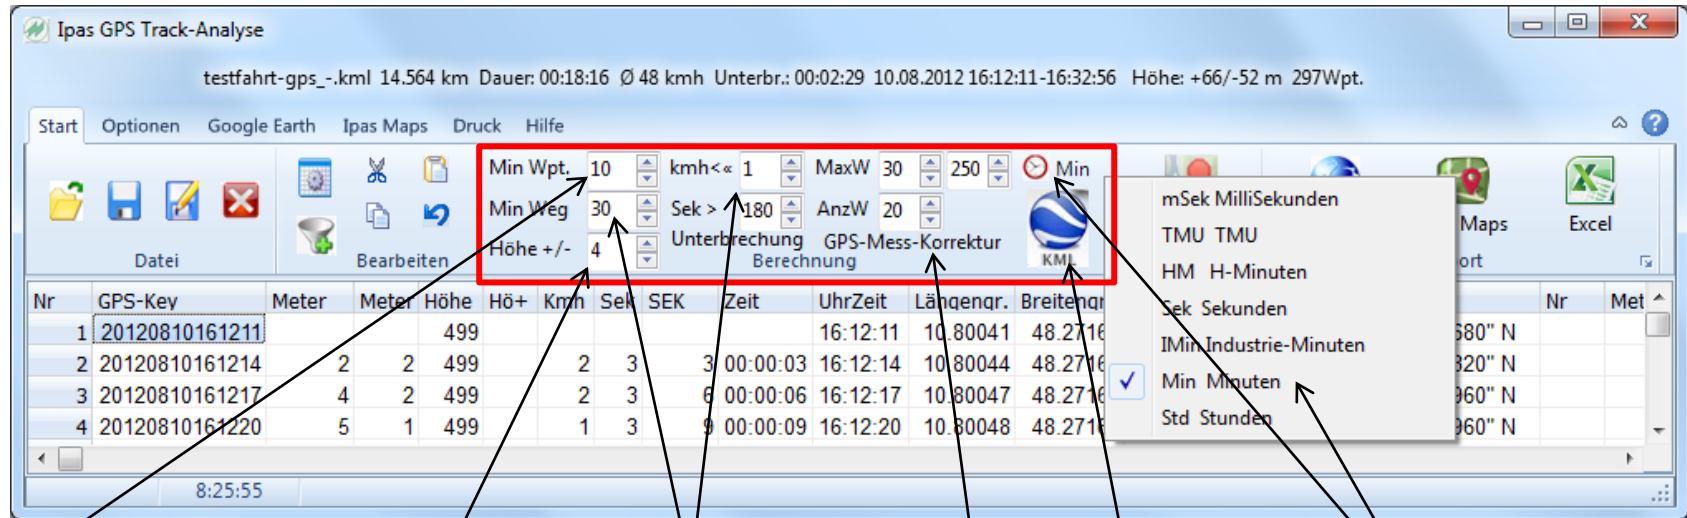 Ipas GPS Track-Analyse
testfahrt-gps_-.kml 14.564 km Dauer: 00:18:16 Ø 48 kmh Unterbr.: 00:02:29 10.08.2012 16:12:11-16:32:56 Höhe: +66/-52 m 297Wpt.
Start Optionen Google Earth Ipas Maps Druck Hilfe
Min Wpt. 10 kmh<« 1 MaxW 30 250 Min
Min Weg 30 Sek > 180 AnzW 20 Maps Excel
Höhe +/- 4 Unterbrechung GPS-Mess-Korrektur KML
Datei Bearbeiten Berechnung ort
mSek MilliSekunden
TMU TMU
HM H-Minuten
Sek Sekunden
IMin Industrie-Minuten
Min Minuten
Std Stunden
Nr GPS-Key Meter Meter Höhe Hö+ Kmh Sek SEK Zeit UhrZeit Längengr. Breitengr Nr Met
1 20120810161211 499 16:12:11 10.80041 48.2716 680" N
2 20120810161214 2 2 499 2 3 3 00:00:03 16:12:14 10.80044 48.2716 320" N
3 20120810161217 4 2 499 2 3 6 00:00:06 16:12:17 10.80047 48.2716 960" N
4 20120810161220 5 1 499 1 3 9 00:00:09 16:12:20 10.80048 48.2716 960" N
8:25:55